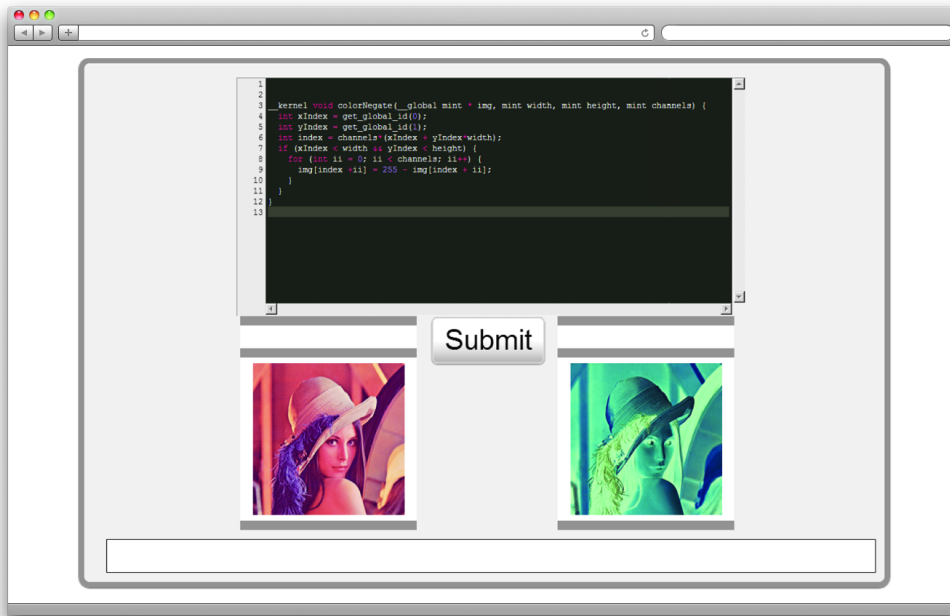 1
2
3 __kernel void colorNegate(__global mint * img, mint width, mint height, mint channels) {
4 int xIndex = get_global_id(0);
5 int yIndex = get_global_id(1);
6 int index = channels*(xIndex + yIndex*width);
7 if (xIndex < width && yIndex < height) {
8 for (int ii = 0; ii < channels; ii++) {
9 img[index +ii] = 255 - img[index + ii];
10 }
11 }
12 }
13
Submit